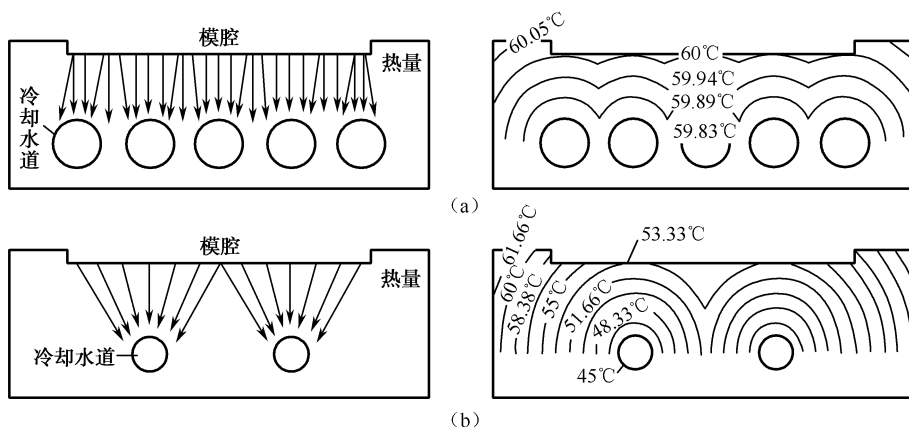 模腔
热量
冷却水道
60.05℃
60℃
59.94℃
59.89℃
59.83℃
(a)
模腔
热量
冷却水道
61.66℃
60℃
58.38℃
55℃
51.66℃
48.33℃
45℃
53.33℃
(b)